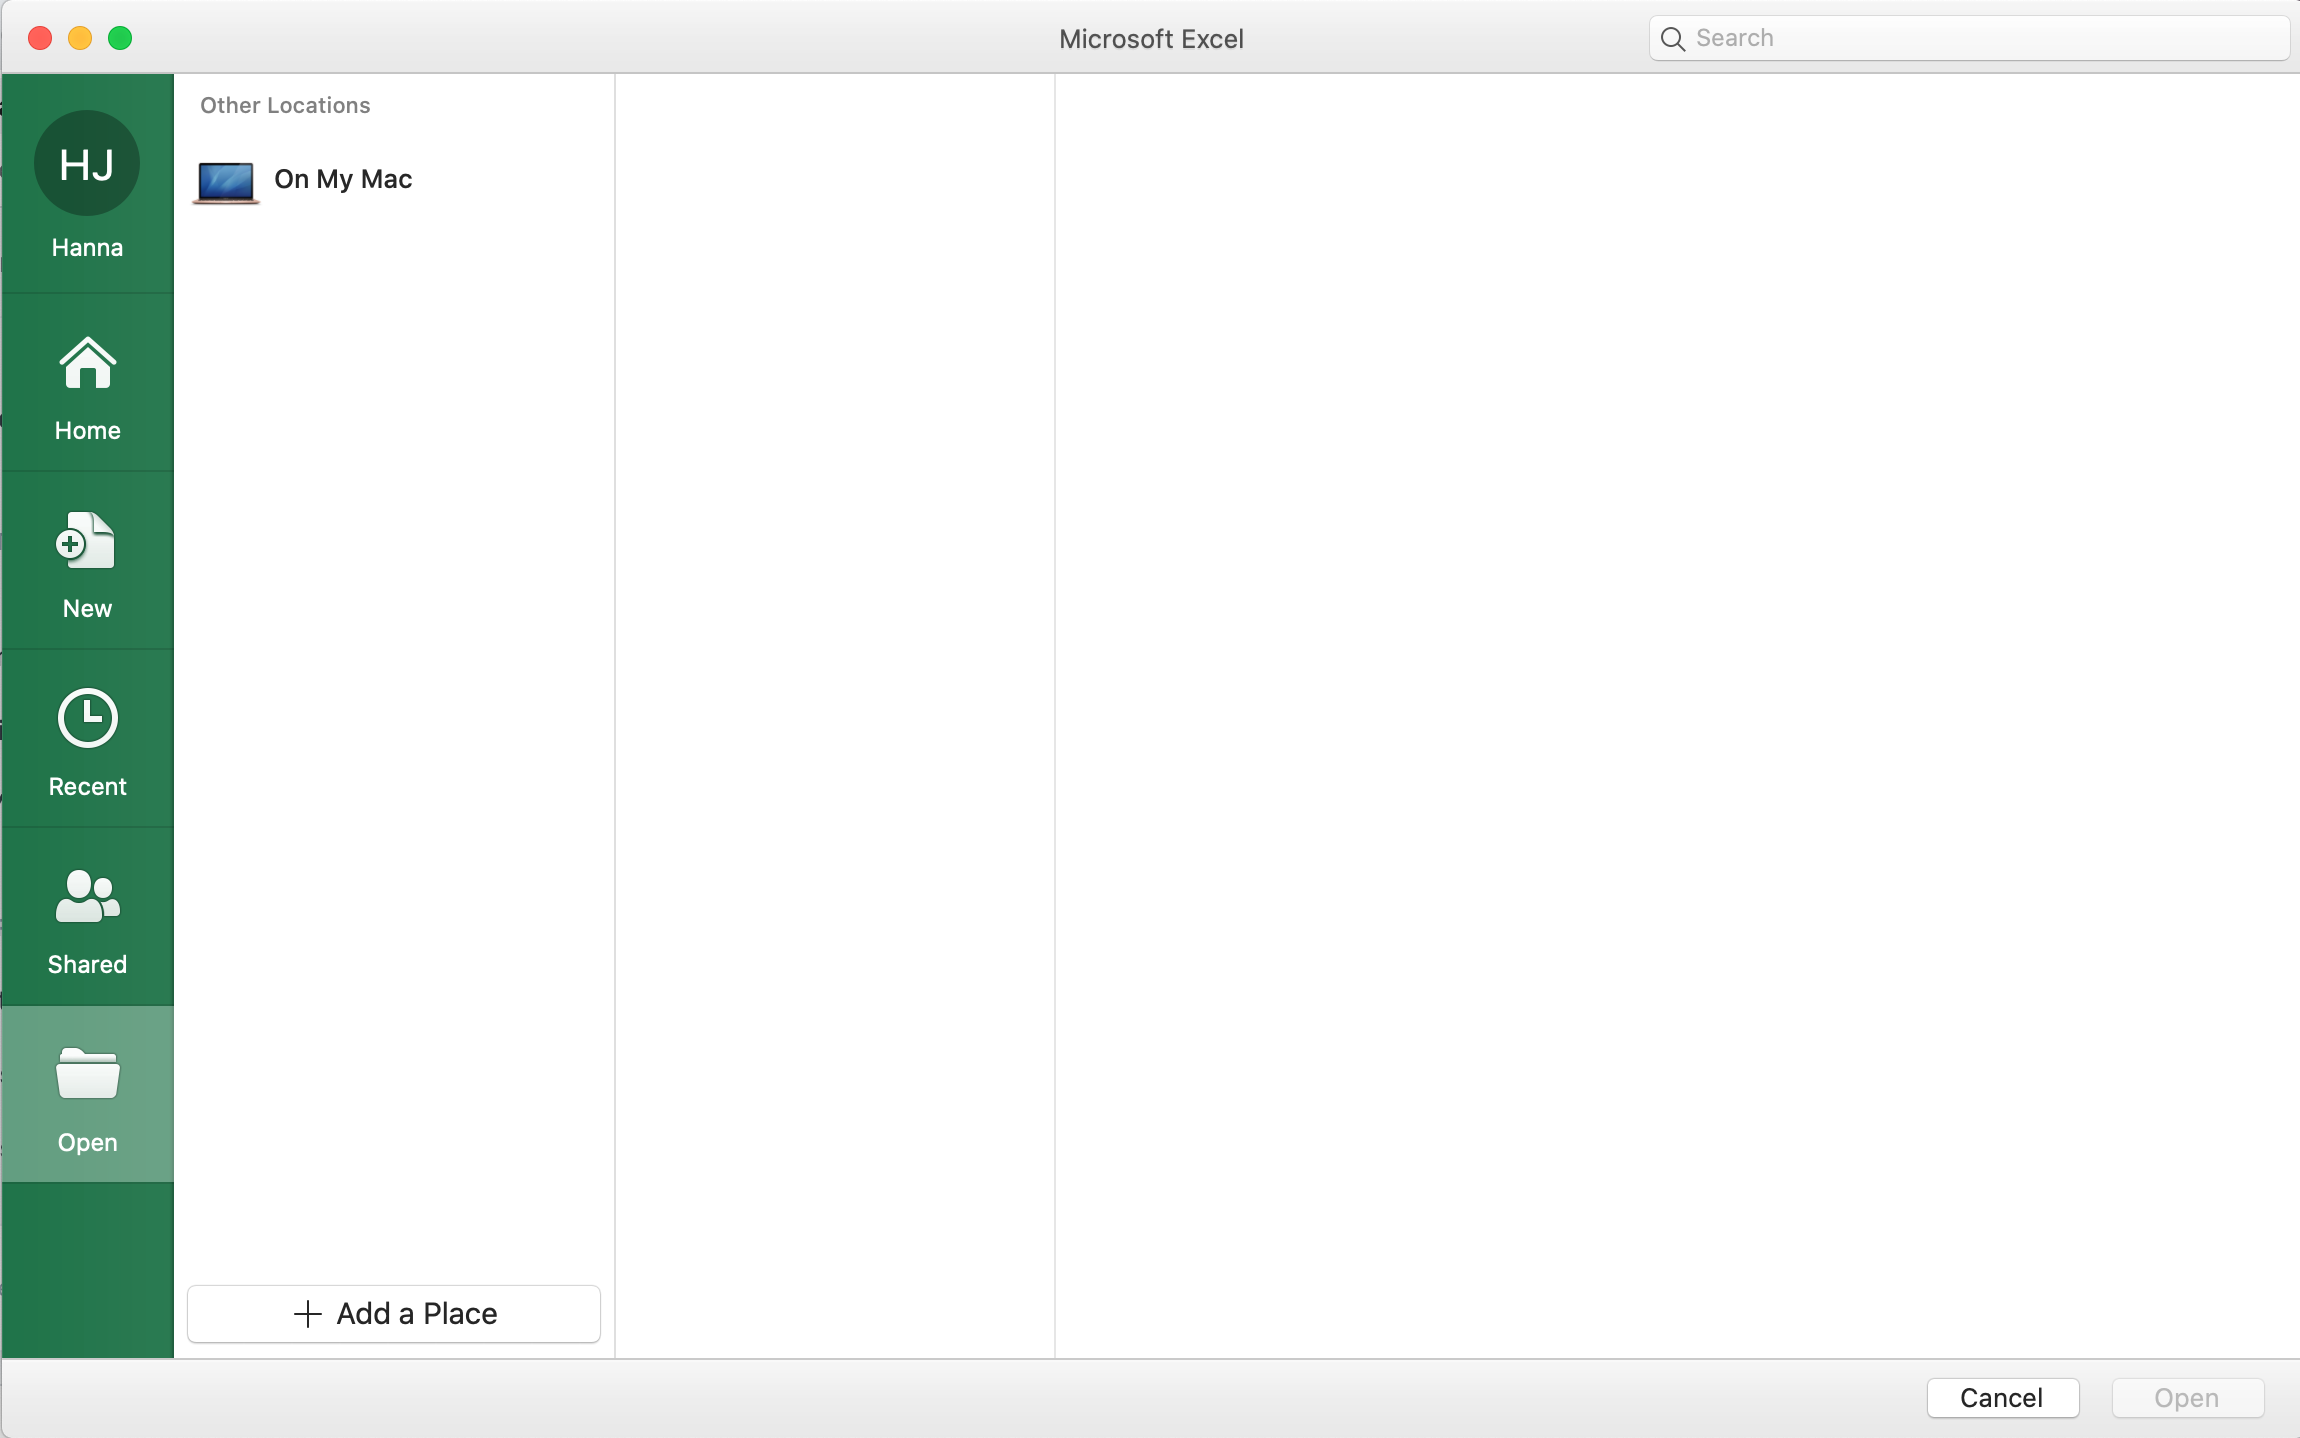 Microsoft Excel
Search
HJ
Hanna
Home
New
Recent
Shared
Open
Other Locations
On My Mac
Add a Place
Cancel
Open